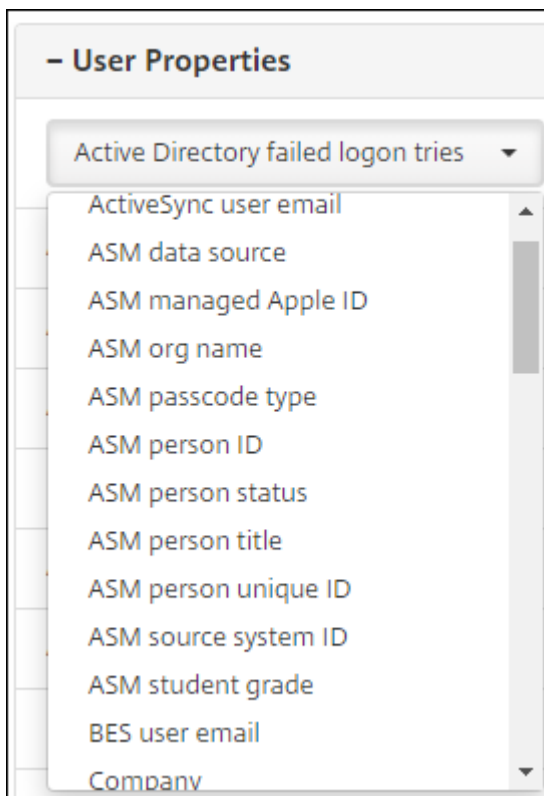 – User Properties
Active Directory failed logon tries
ActiveSync user email
ASM data source
ASM managed Apple ID
ASM org name
ASM passcode type
ASM person ID
ASM person status
ASM person title
ASM person unique ID
ASM source system ID
ASM student grade
BES user email
Company